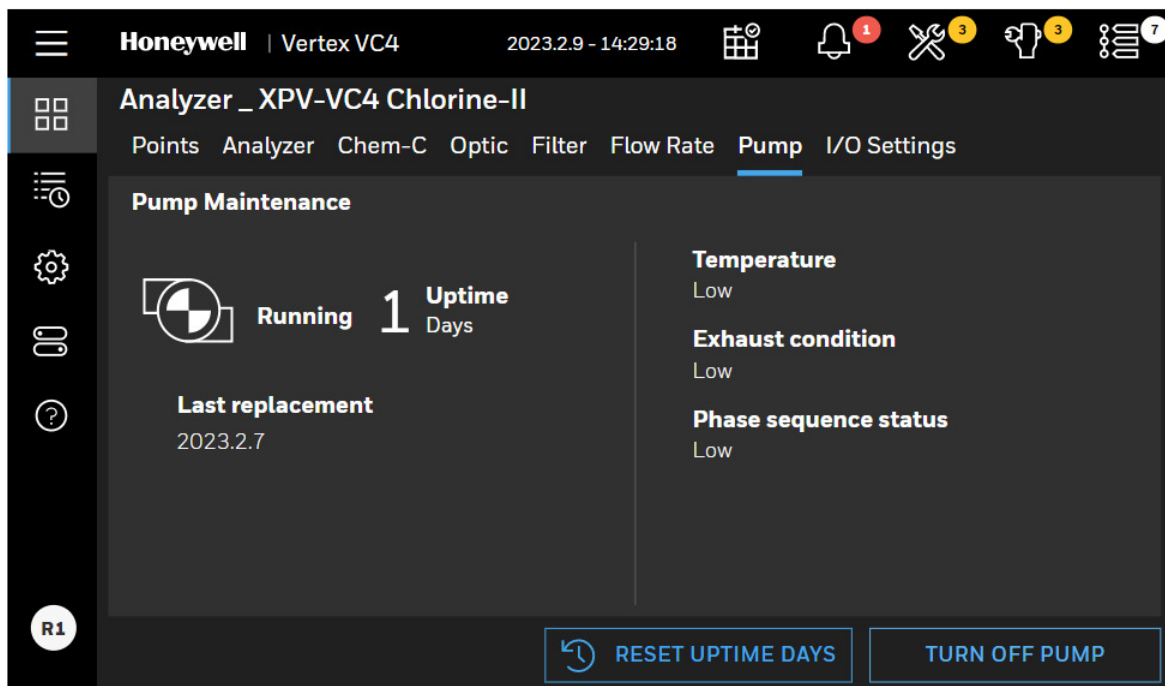 Honeywell | Vertex VC4 2023.2.9 - 14:29:18 1 3 3 7
Analyzer _ XPV-VC4 Chlorine-II
Points Analyzer Chem-C Optic Filter Flow Rate Pump I/O Settings
Pump Maintenance
Running 1 Uptime
Days
Last replacement
2023.2.7
Temperature
Low
Exhaust condition
Low
Phase sequence status
Low
R1
RESET UPTIME DAYS TURN OFF PUMP